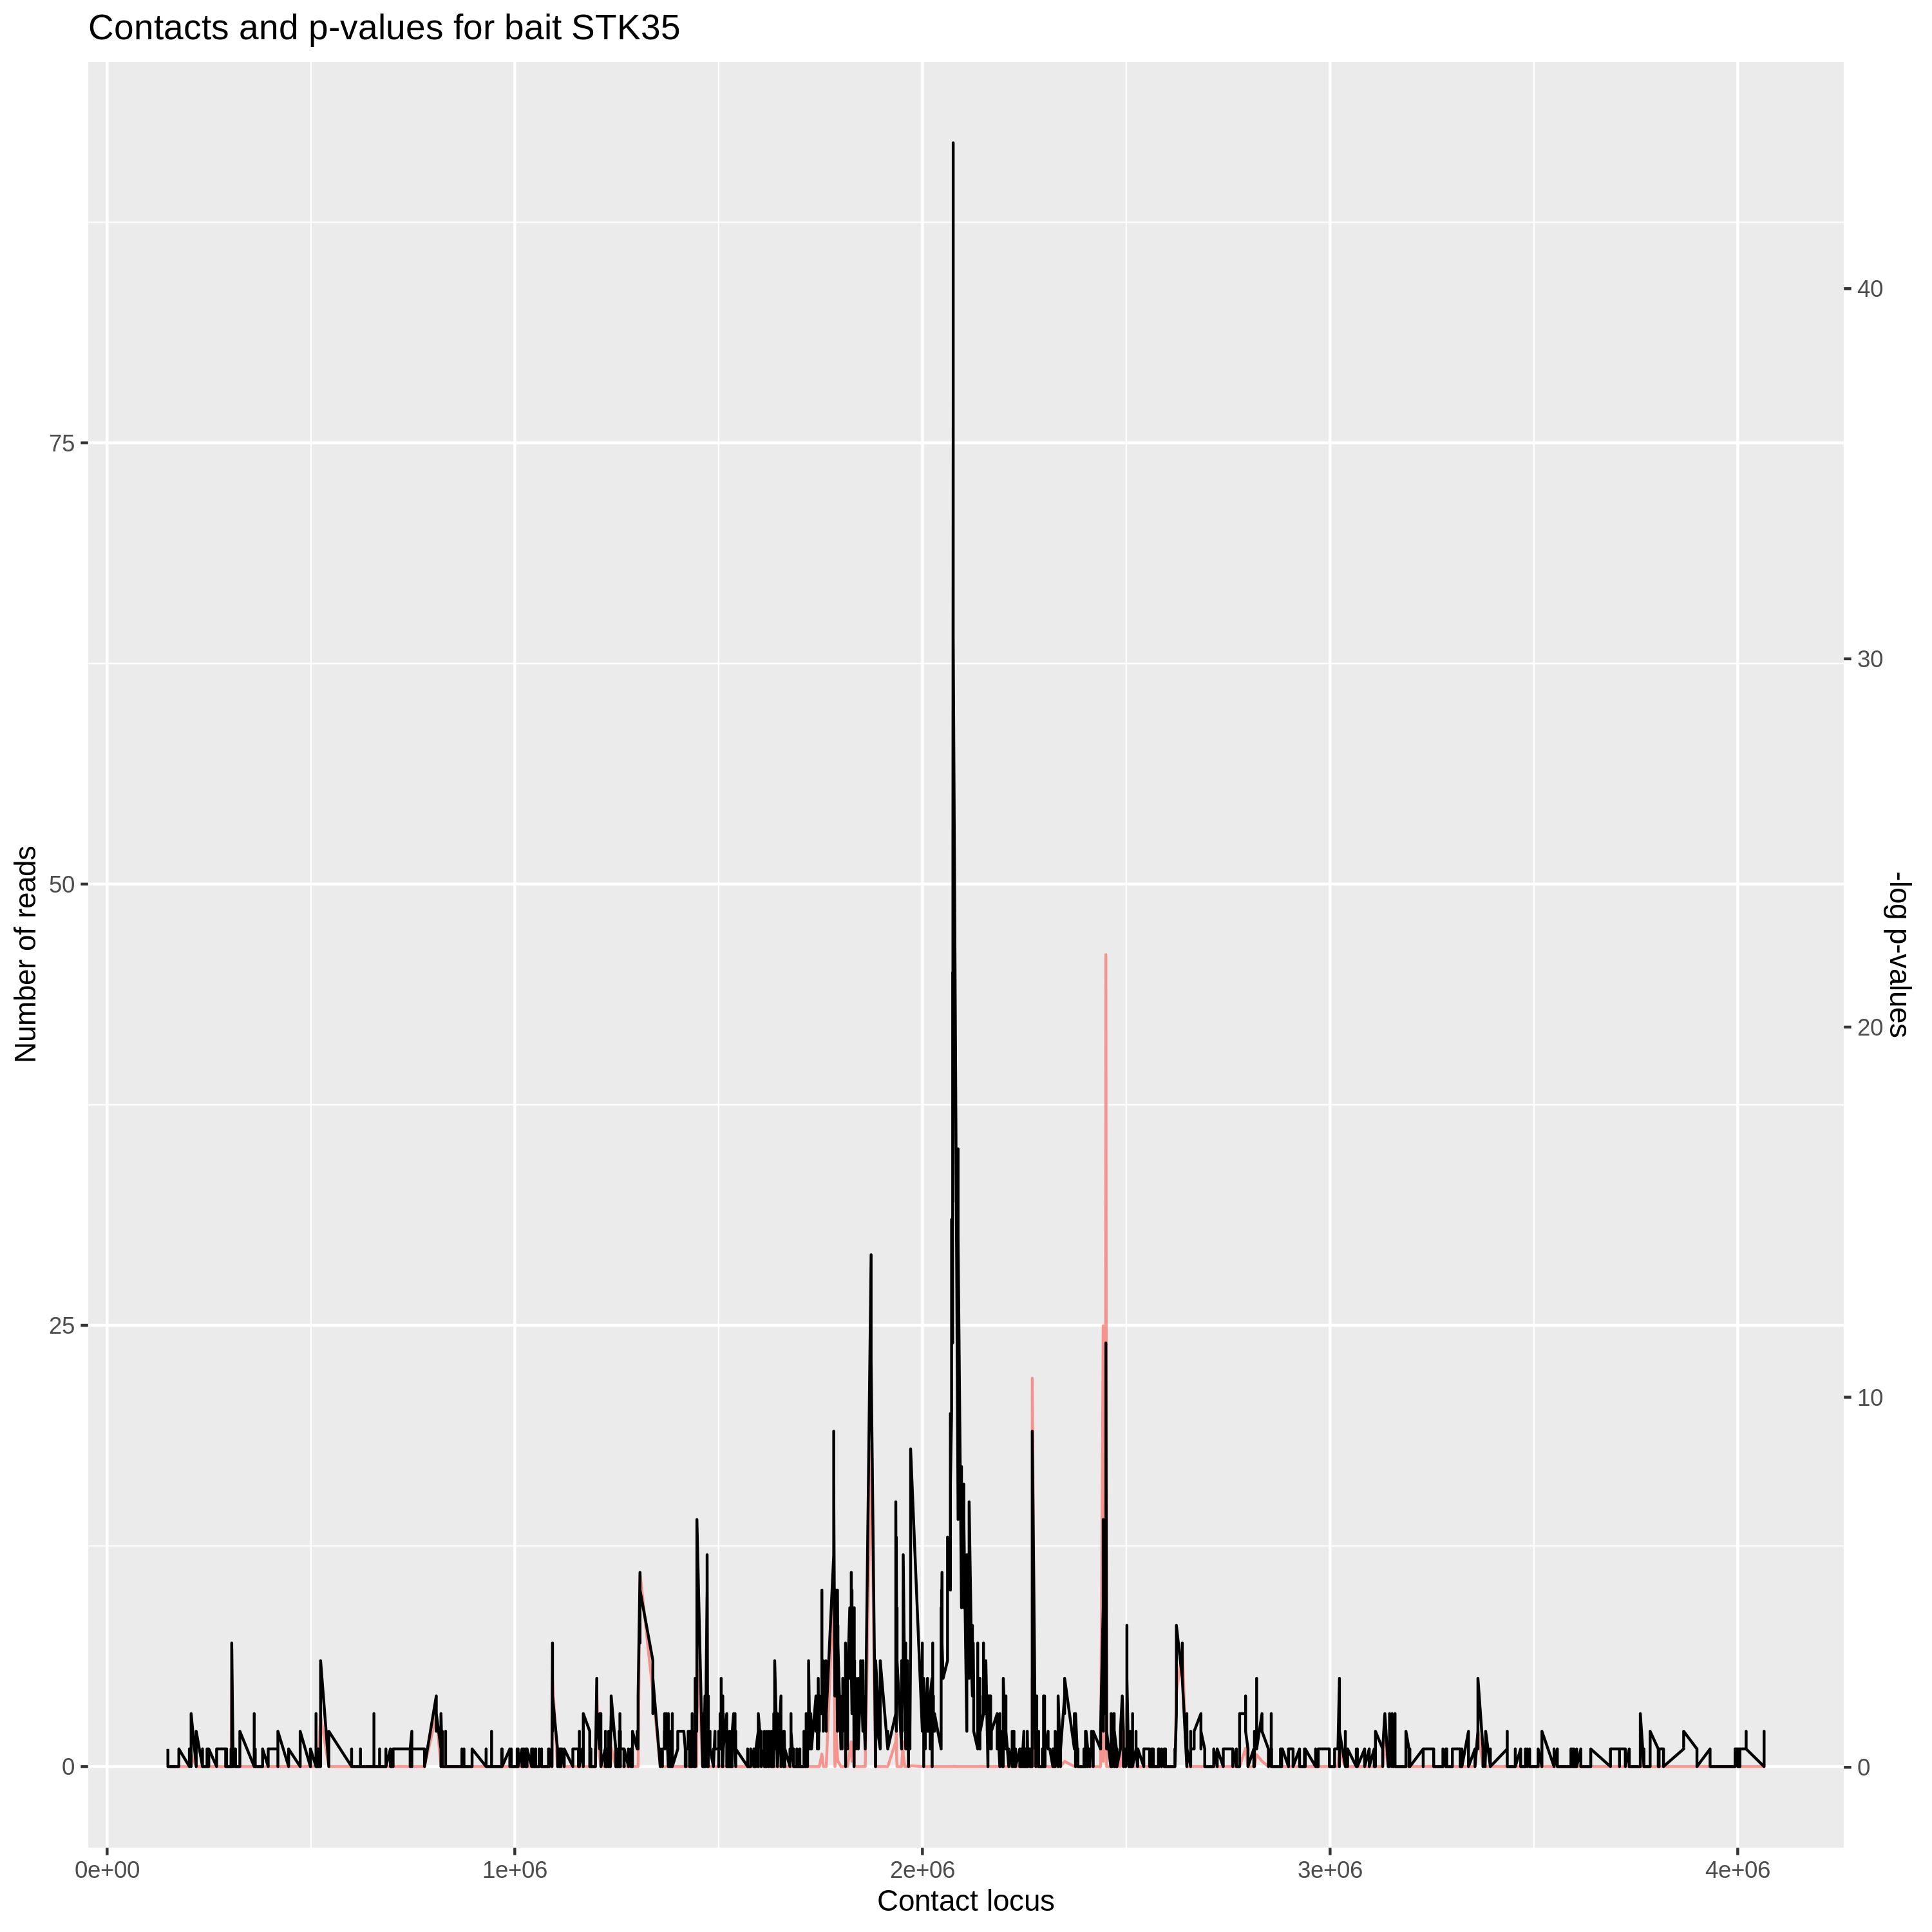 Contacts and p-values for bait STK35
75
50
25
0
40
30
20
10
0
Number of reads
-log p-values
0e+00
1e+06
2e+06
3e+06
4e+06
Contact locus